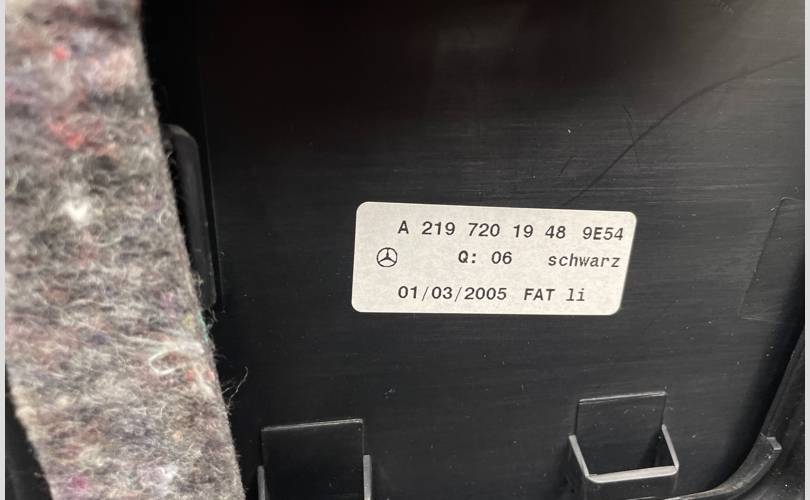 A 219 720 19 48 9E54
Q: 06 schwarz
01/03/2005 FAT li